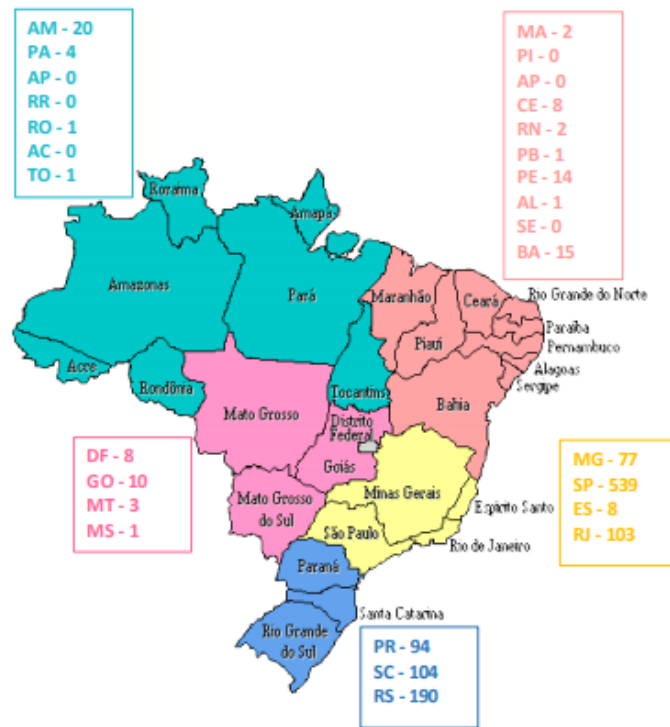 AM - 20
PA - 4
AP - 0
RR - 0
RO - 1
AC - 0
TO - 1
MA - 2
PI - 0
AP - 0
CE - 8
RN - 2
PB - 1
PE - 14
AL - 1
SE - 0
BA - 15
Roraima
Amapá
Amazonas
Pará
Maranhão
Ceará
Rio Grande do Norte
Paraíba
Piauí
Pernambuco
Acre
Alagoas
Rondônia
Tocantins
Sergipe
Mato Grosso
Bahia
Distrito
Federal
Goiás
DF - 8
GO - 10
MT - 3
MS - 1
MG - 77
SP - 539
ES - 8
RJ - 103
Minas Gerais
Mato Grosso
do Sul
Espírito Santo
São Paulo
Rio de Janeiro
Paraná
Santa Catarina
Rio Grande
do Sul
PR - 94
SC - 104
RS - 190